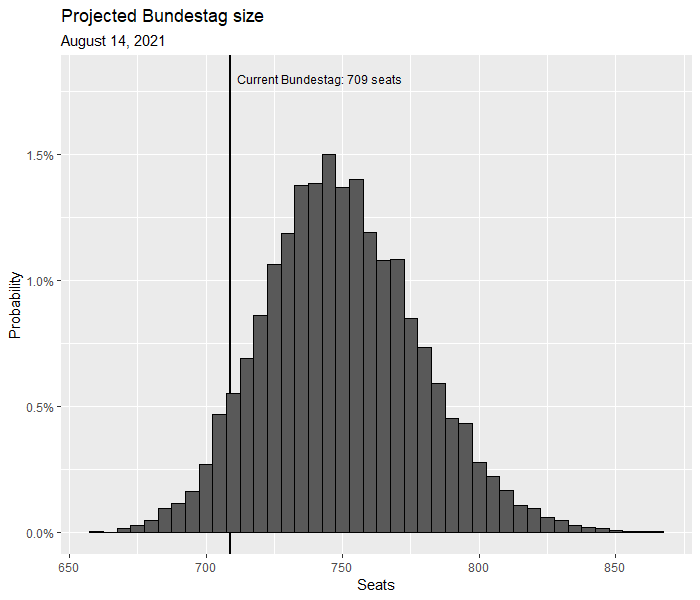 Projected Bundestag size
August 14, 2021
Current Bundestag: 709 seats
Probability
1.5%
1.0%
0.5%
0.0%
650 700 750 800 850
Seats